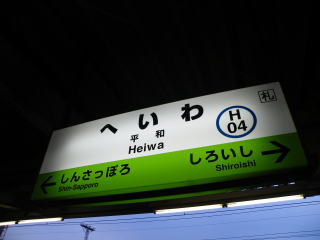 札
へいわ
平和
Heiwa
H
04
しんさっぽろ
Shin-Sapporo
しろいし
Shiroishi